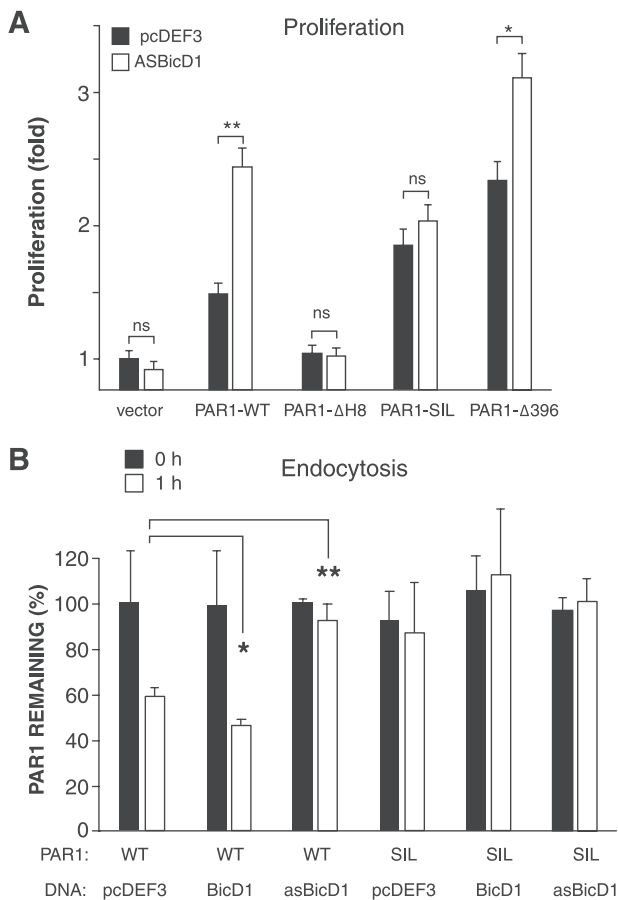 A
Proliferation
pcDEF3
ASBicD1
Proliferation (fold)
3
2
1
ns
**
ns
ns
*
vector PAR1-WT PAR1-ΔH8 PAR1-SIL PAR1-Δ396
B
Endocytosis
0 h
1 h
PAR1 REMAINING (%)
120
100
80
60
40
20
0
**
*
PAR1: WT WT WT SIL SIL SIL
DNA: pcDEF3 BicD1 asBicD1 pcDEF3 BicD1 asBicD1